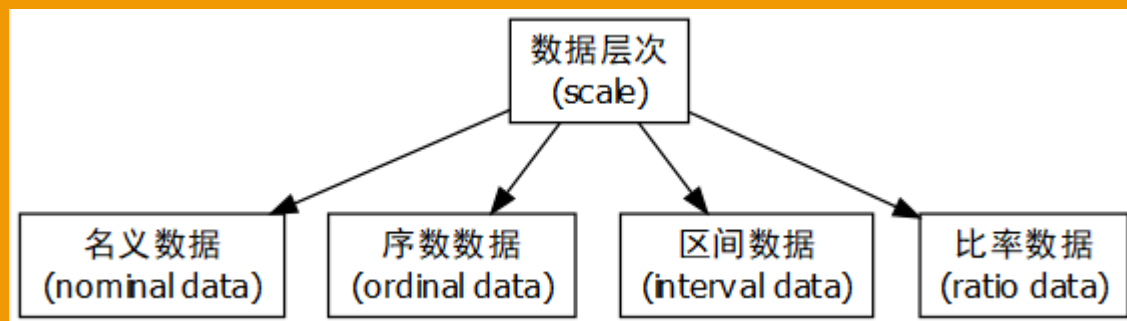 数据层次
(scale)
名义数据
(nominal data)
序数数据
(ordinal data)
区间数据
(interval data)
比率数据
(ratio data)